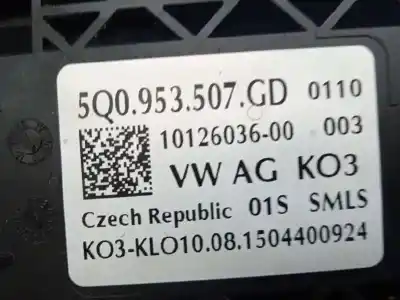 5Q0.953.507.GD 0110
10126036-00 003
VW AG KO3
Czech Republic 01S SMLS
KO3-KLO10.08.1504400924